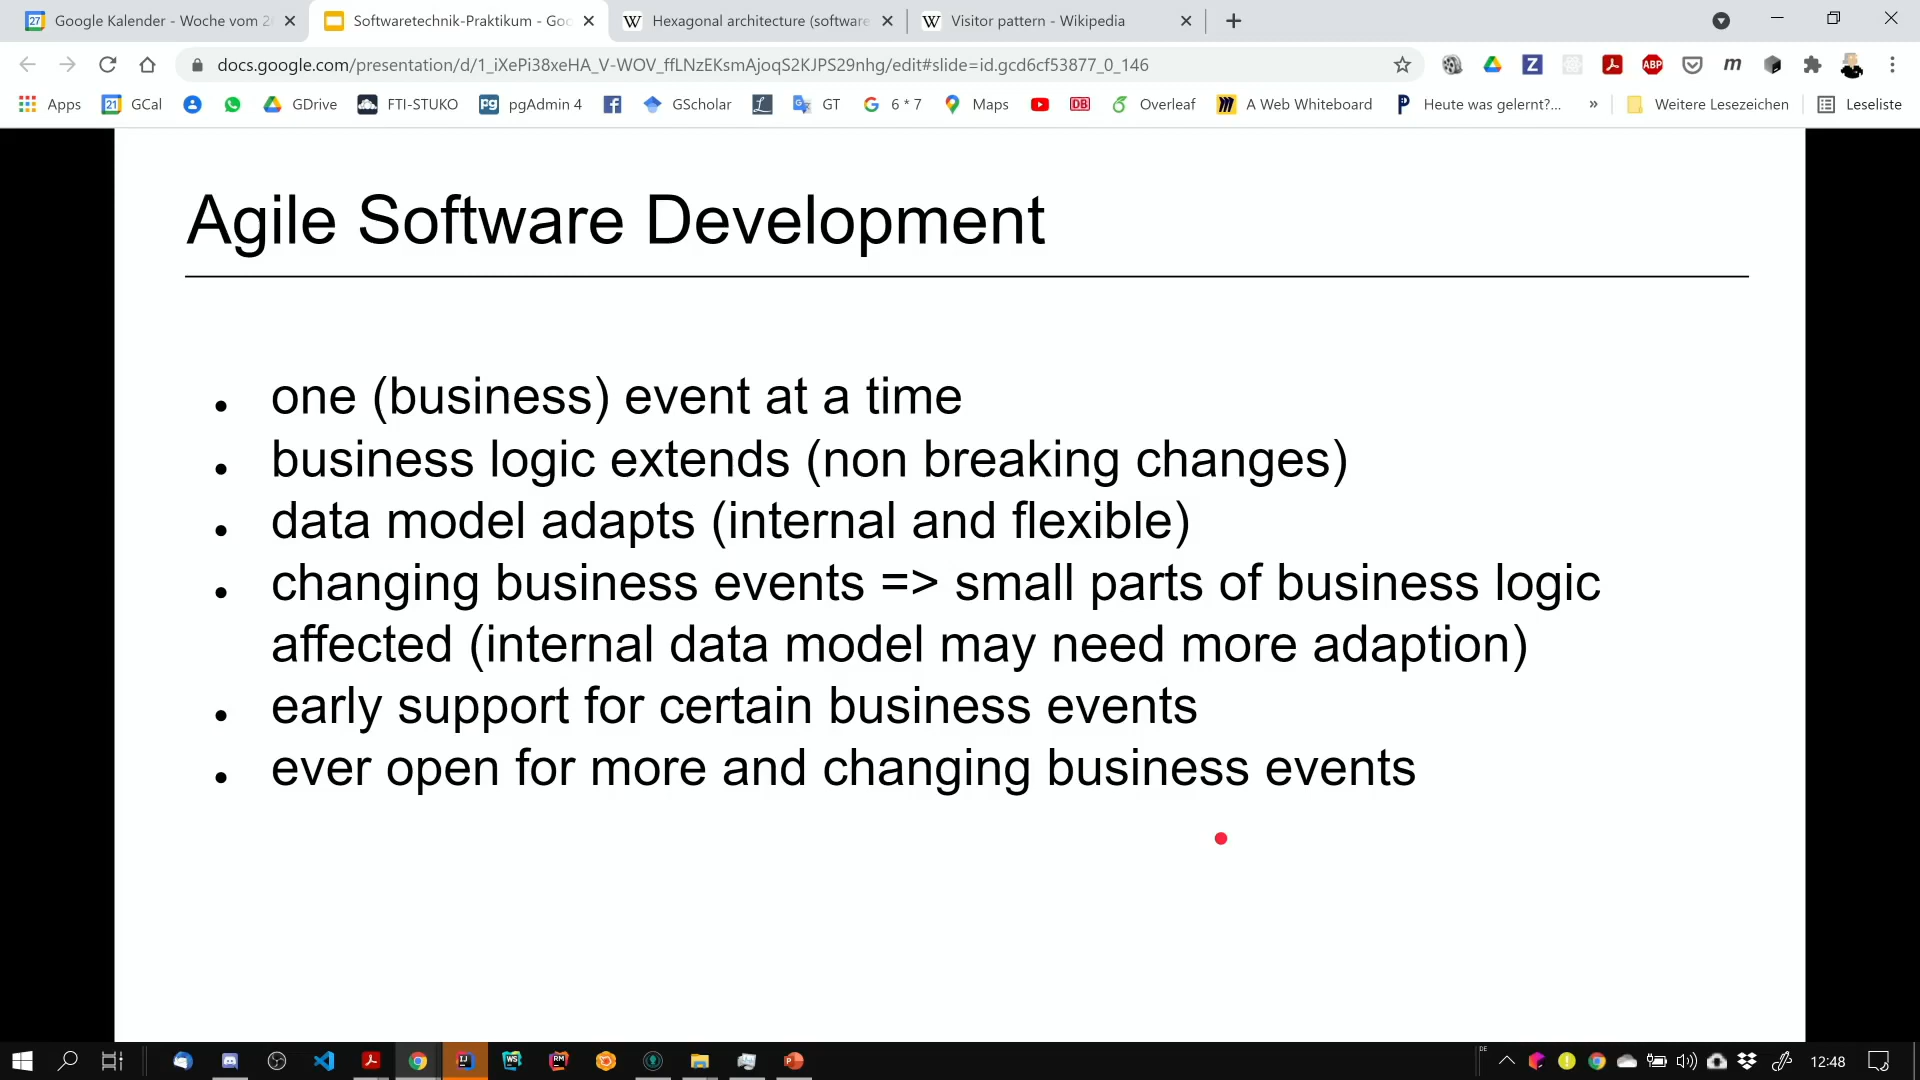 Google Kalender - Woche vom 2
Softwaretechnik-Praktikum - Goo
Hexagonal architecture (software
Visitor pattern - Wikipedia
docs.google.com/presentation/d/1_iXePi38xeHA_V-WOV_ffLNzEKsmAjoqS2KJPS29nhg/edit#slide=id.gcd6cf53877_0_146
Apps GCal GDrive FTI-STUKO pgAdmin 4 GScholar GT 6 * 7 Maps DB Overleaf A Web Whiteboard Heute was gelernt?... » Weitere Lesezeichen Leseliste
Agile Software Development
● one (business) event at a time
● business logic extends (non breaking changes)
● data model adapts (internal and flexible)
● changing business events => small parts of business logic
affected (internal data model may need more adaption)
● early support for certain business events
● ever open for more and changing business events
DE
12:48